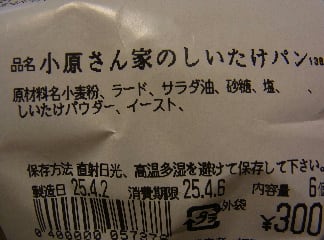 品名 小原さん家のしいたけパン
原材料名小麦粉、ラード、サラダ油、砂糖、塩、 、
しいたけパウダー、イースト、
保存方法 直射日光、高温多湿を避けて保存して下さい。
製造日 25.4.2 消費期限 25.4.6 内容量 6
外袋
プラ
¥300